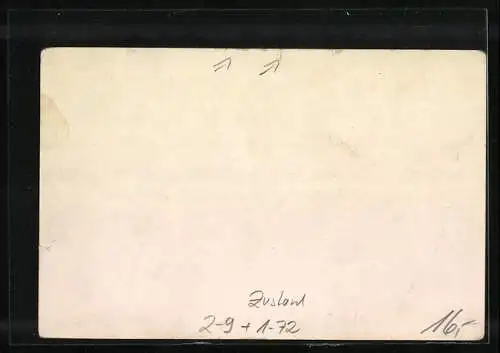 Zustand
2-9 + 1-72
16,-